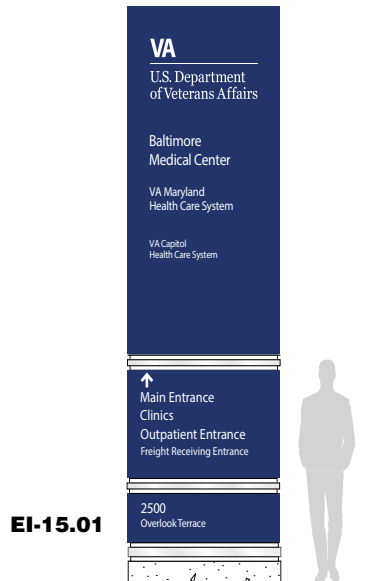 VA
U.S. Department
of Veterans Affairs
Baltimore
Medical Center
VA Maryland
Health Care System
VA Capitol
Health Care System
Main Entrance
Clinics
Outpatient Entrance
Freight Receiving Entrance
2500
Overlook Terrace
EI-15.01